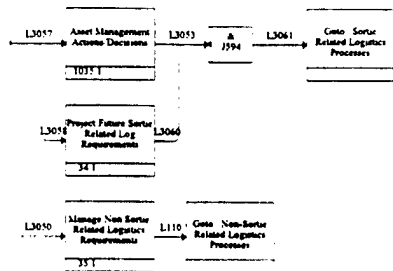 L3057
Asset Management
Actions/Decisions
1035.1
L3053
&
J594
L3061
Goto Sortie
Related Logistics
Processes
L3058
Project Future Sortie
Related Log
Requirements
34.1
L3060
L3050
Manage Non-Sortie
Related Logistics
Requirements
35.1
L110
Goto Non-Sortie
Related Logistics
Processes